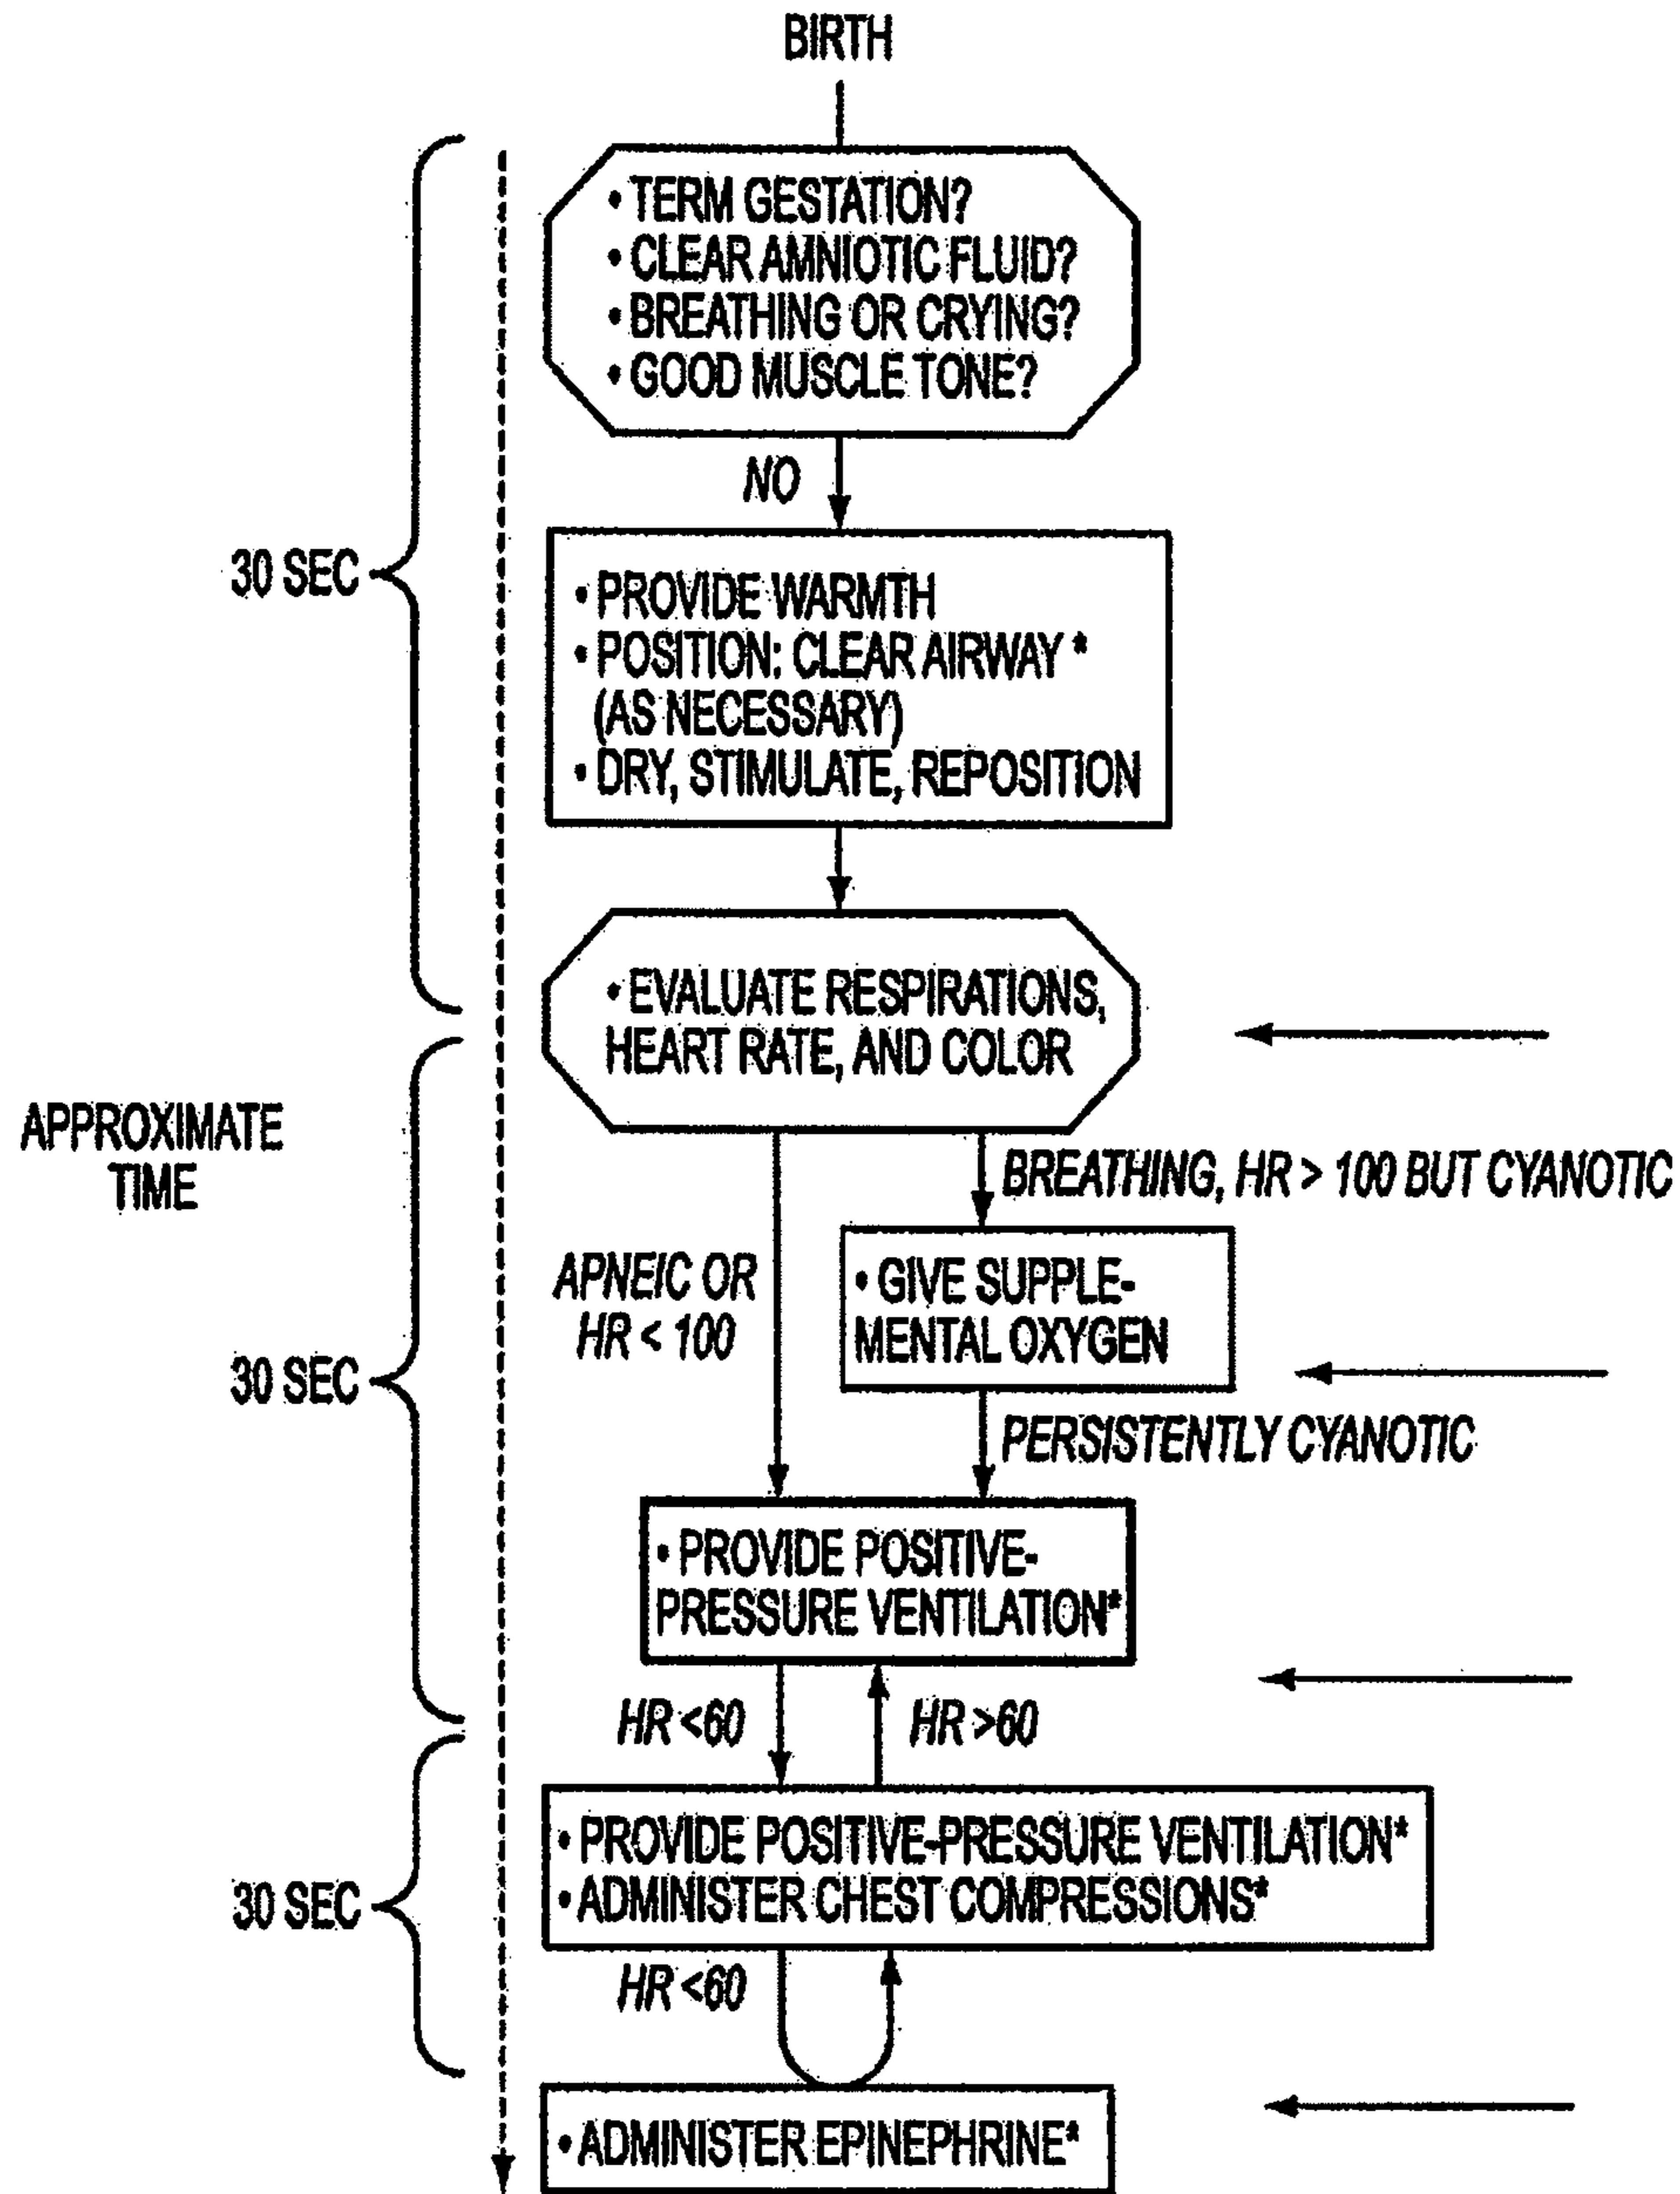 BIRTH
• TERM GESTATION?
• CLEAR AMNIOTIC FLUID?
• BREATHING OR CRYING?
• GOOD MUSCLE TONE?
NO
30 SEC
• PROVIDE WARMTH
• POSITION: CLEAR AIRWAY *
(AS NECESSARY)
• DRY, STIMULATE, REPOSITION
• EVALUATE RESPIRATIONS,
HEART RATE, AND COLOR
APPROXIMATE
TIME
BREATHING, HR > 100 BUT CYANOTIC
APNEIC OR
HR < 100
• GIVE SUPPLE-
MENTAL OXYGEN
30 SEC
PERSISTENTLY CYANOTIC
• PROVIDE POSITIVE-
PRESSURE VENTILATION*
HR <60
HR >60
• PROVIDE POSITIVE-PRESSURE VENTILATION*
• ADMINISTER CHEST COMPRESSIONS*
30 SEC
HR <60
• ADMINISTER EPINEPHRINE*